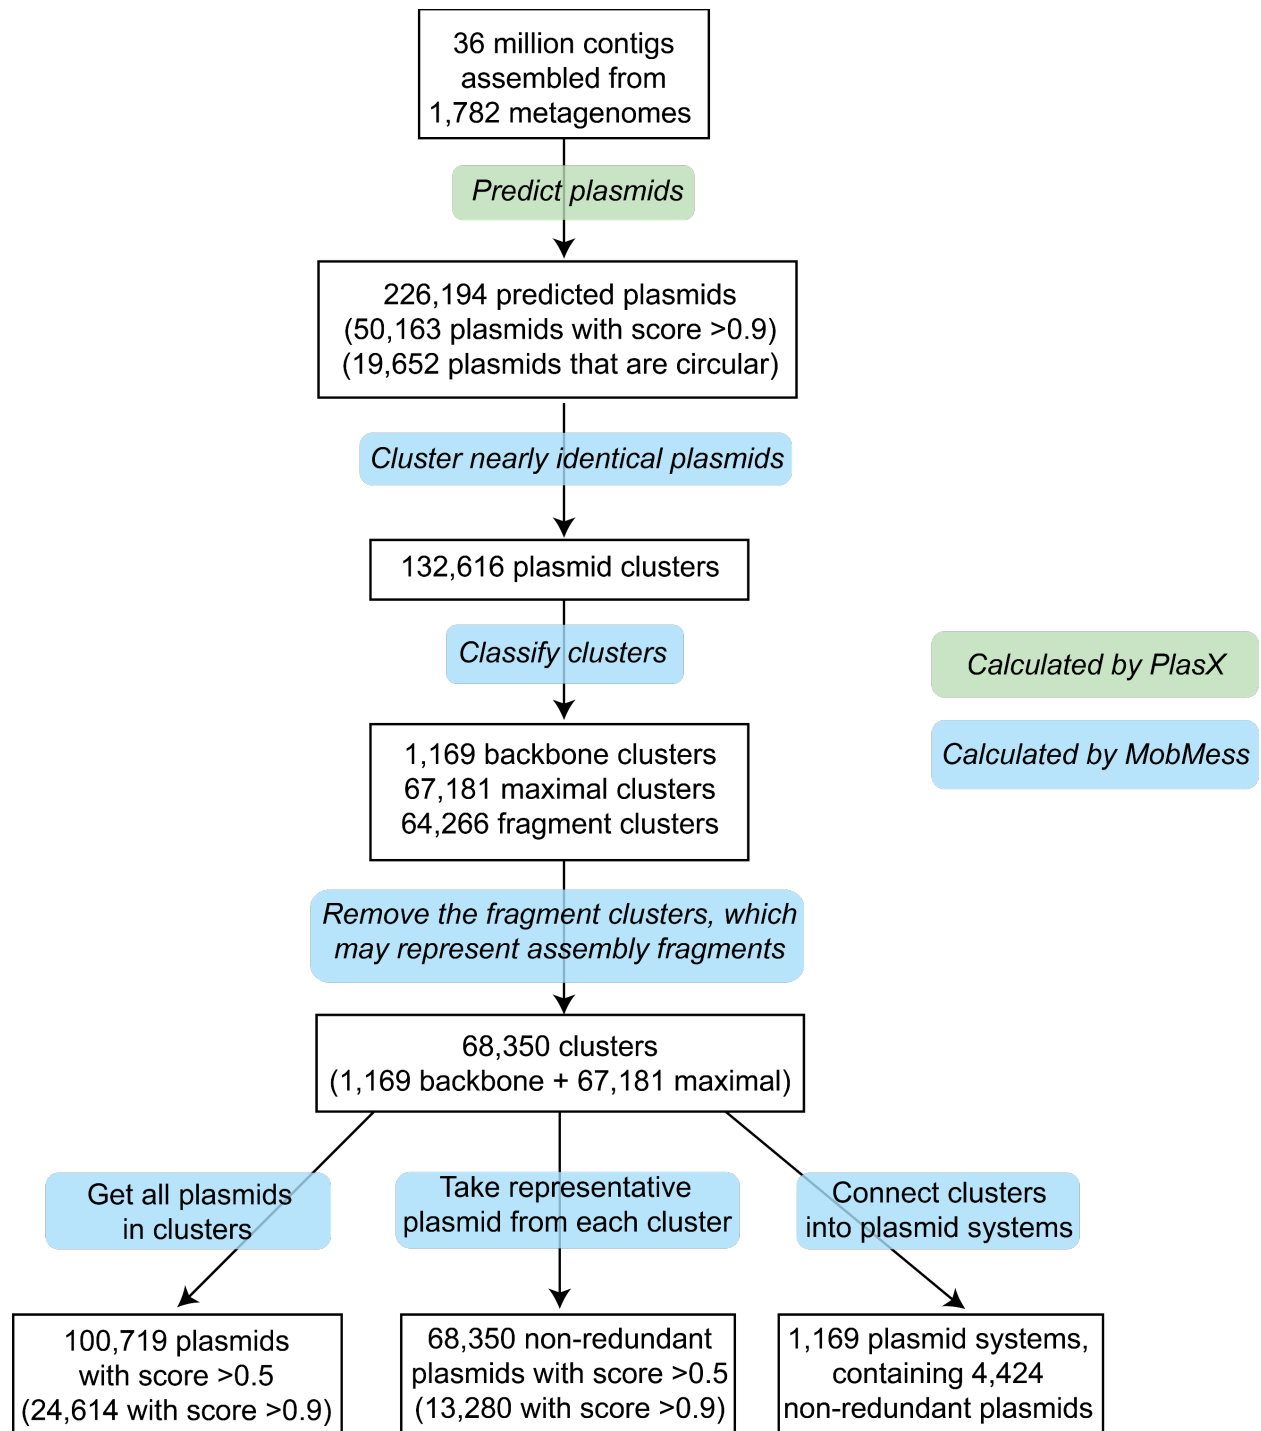 36 million contigs
assembled from
1,782 metagenomes
Predict plasmids
226,194 predicted plasmids
(50,163 plasmids with score >0.9)
(19,652 plasmids that are circular)
Cluster nearly identical plasmids
132,616 plasmid clusters
Classify clusters
Calculated by PlasX
Calculated by MobMess
1,169 backbone clusters
67,181 maximal clusters
64,266 fragment clusters
Remove the fragment clusters, which
may represent assembly fragments
68,350 clusters
(1,169 backbone + 67,181 maximal)
Get all plasmids
in clusters
Take representative
plasmid from each cluster
Connect clusters
into plasmid systems
100,719 plasmids
with score >0.5
(24,614 with score >0.9)
68,350 non-redundant
plasmids with score >0.5
(13,280 with score >0.9)
1,169 plasmid systems,
containing 4,424
non-redundant plasmids